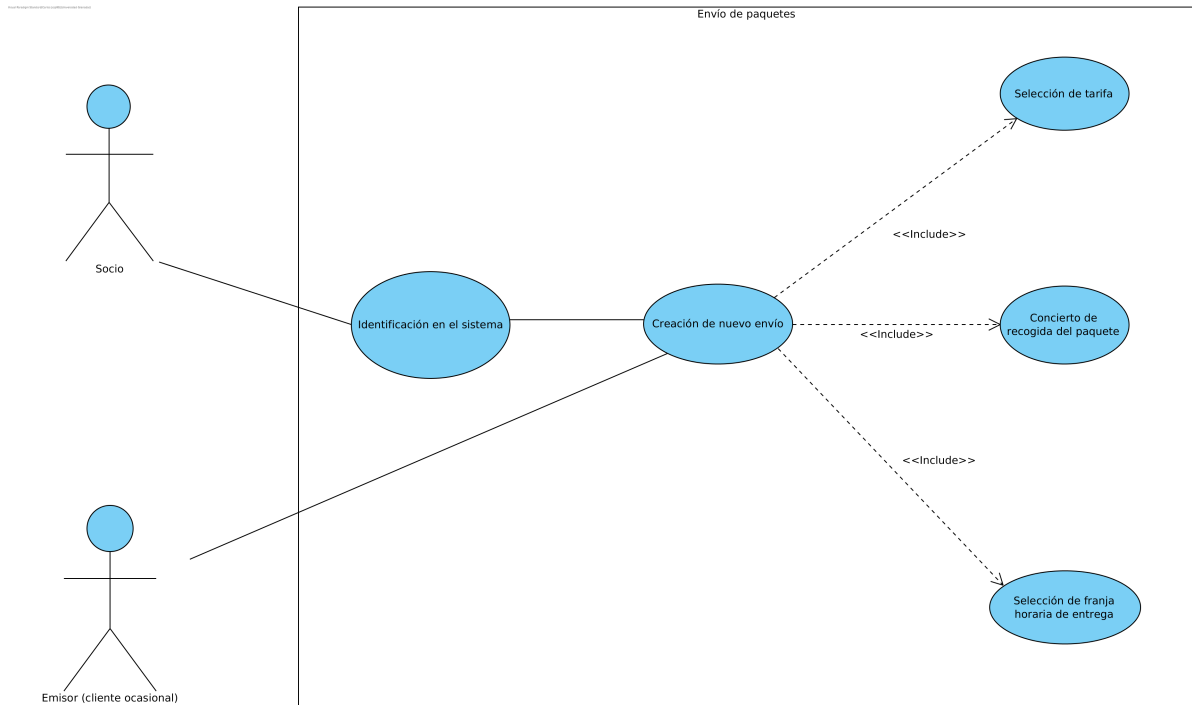 Envío de paquetes
Selección de tarifa
<<Include>>
Socio
Identificación en el sistema
Creación de nuevo envío
Concierto de
recogida del paquete
<<Include>>
<<Include>>
Selección de franja
horaria de entrega
Emisor (cliente ocasional)